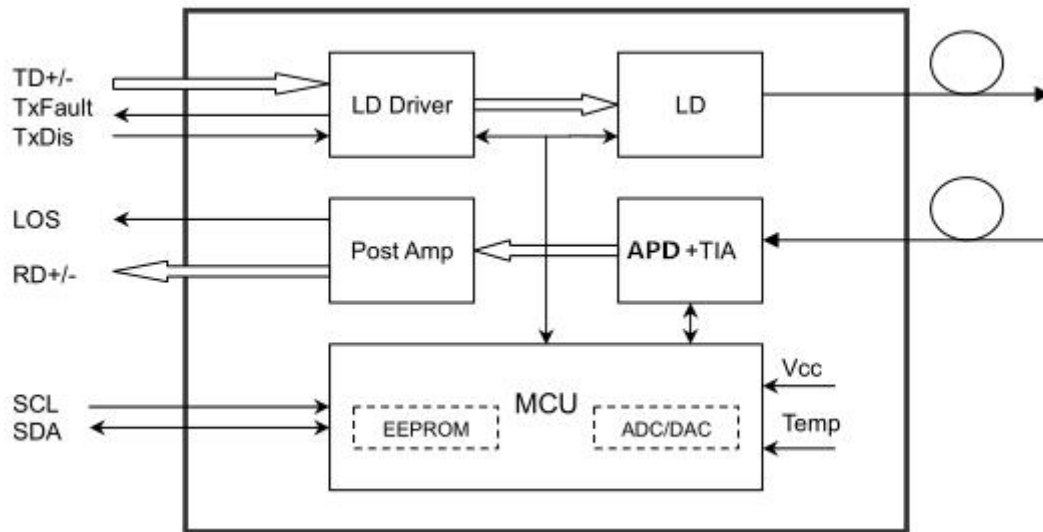 TD+/-
TxFault
TxDis
LD Driver
LD
LOS
RD+/-
Post Amp
APD +TIA
SCL
SDA
MCU
EEPROM
ADC/DAC
Vcc
Temp